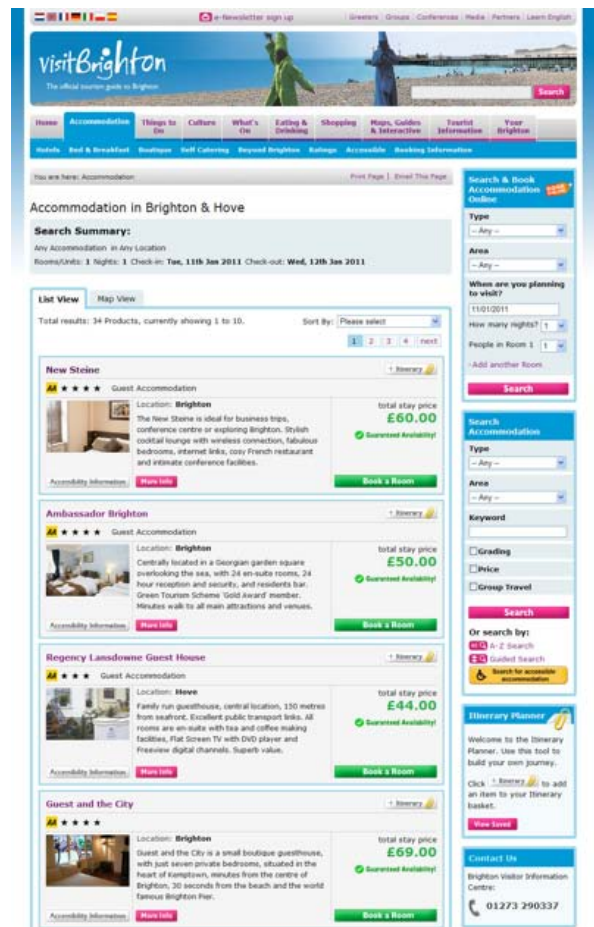 e-Newsletter sign up
Greeters Groups Conferences Media Partners Learn English
visitBrighton
The official tourism guide to Brighton
Search
Home Accommodation Things to Do Culture What's On Eating & Drinking Shopping Maps, Guides & Interactive Tourist Information Your Brighton
Hotels Bed & Breakfast Boutique Self Catering Beyond Brighton Ratings Accessible Booking Information
You are here: Accommodation
Print Page | Email This Page
Accommodation in Brighton & Hove
Search Summary:
Any Accommodation in Any Location
Rooms/Units: 1 Nights: 1 Check-in: Tue, 11th Jan 2011 Check-out: Wed, 12th Jan 2011
List View Map View
Total results: 34 Products, currently showing 1 to 10.
Sort By: Please select
1 2 3 4 next
New Steine
+ Itinerary
AA ★ ★ ★ ★ Guest Accommodation
Location: Brighton
The New Steine is ideal for business trips,
conference centre or exploring Brighton. Stylish
cocktail lounge with wireless connection, fabulous
bedrooms, internet links, cosy French restaurant
and intimate conference facilities.
total stay price
£60.00
Guaranteed Availability!
Accessibility Information More Info
Book a Room
Ambassador Brighton
+ Itinerary
AA ★ ★ ★ ★ Guest Accommodation
Location: Brighton
Centrally located in a Georgian garden square
overlooking the sea, with 24 en-suite rooms, 24
hour reception and security, and residents bar.
Green Tourism Scheme 'Gold Award' member.
Minutes walk to all main attractions and venues.
total stay price
£50.00
Guaranteed Availability!
Accessibility Information More Info
Book a Room
Regency Lansdowne Guest House
+ Itinerary
AA ★ ★ ★ Guest Accommodation
Location: Hove
Family run guesthouse, central location, 150 metres
from seafront. Excellent public transport links. All
rooms are en-suite with tea and coffee making
facilities, Flat Screen TV with DVD player and
Freeview digital channels. Superb value.
total stay price
£44.00
Guaranteed Availability!
Accessibility Information More Info
Book a Room
Guest and the City
+ Itinerary
AA ★ ★ ★ ★
Location: Brighton
Guest and the City is a small boutique guesthouse,
with just seven private bedrooms, situated in the
heart of Kemptown, minutes from the centre of
Brighton, 30 seconds from the beach and the world
famous Brighton Pier.
total stay price
£69.00
Guaranteed Availability!
Accessibility Information More Info
Book a Room
Search & Book
Accommodation
Online
Type
-- Any --
Area
-- Any --
When are you planning
to visit?
11/01/2011
How many nights? 1
People in Room 1 1
Add another Room
Search
Search
Accommodation
Type
-- Any --
Area
-- Any --
Keyword
Grading
Price
Group Travel
Search
Or search by:
A-Z Search
Guided Search
Search for accessible
accommodation
Itinerary Planner
Welcome to the Itinerary
Planner. Use this tool to
build your own journey.
Click + Itinerary to add
an item to your Itinerary
basket.
View Saved
Contact Us
Brighton Visitor Information
Centre:
01273 290337